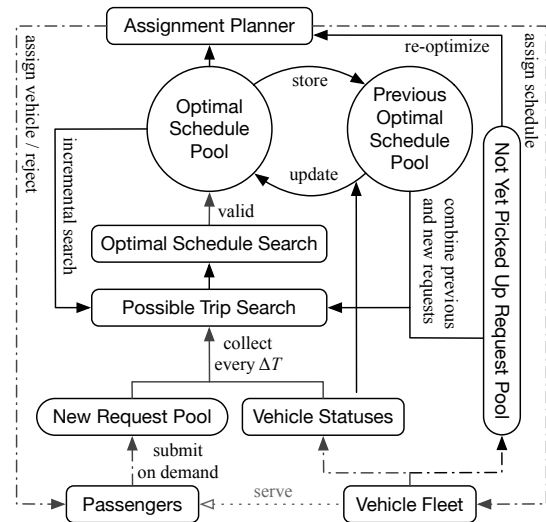 Assignment Planner
assign vehicle / reject
assign schedule
re-optimize
store
Optimal
Schedule
Pool
Previous
Optimal
Schedule
Pool
update
incremental search
valid
combine previous
and new requests
Not Yet Picked Up Request Pool
Optimal Schedule Search
Possible Trip Search
collect
every ΔT
New Request Pool
Vehicle Statuses
submit
on demand
serve
Passengers
Vehicle Fleet